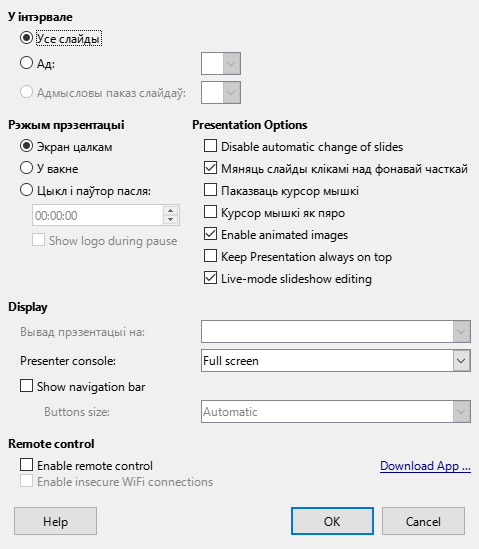 У інтэрвале
Усе слайды
Ад:
Адмысловы паказ слайдаў:
Рэжым прэзентацыі
Экран цалкам
У вакне
Цыкл і паўтор пасля:
00:00:00
Show logo during pause
Presentation Options
Disable automatic change of slides
Мяняць слайды клікамі над фонавай часткай
Паказваць курсор мышкі
Курсор мышкі як пяро
Enable animated images
Keep Presentation always on top
Live-mode slideshow editing
Display
Вывад прэзентацыі на:
Presenter console: Full screen
Show navigation bar
Buttons size: Automatic
Remote control
Enable remote control Download App ...
Enable insecure WiFi connections
Help OK Cancel